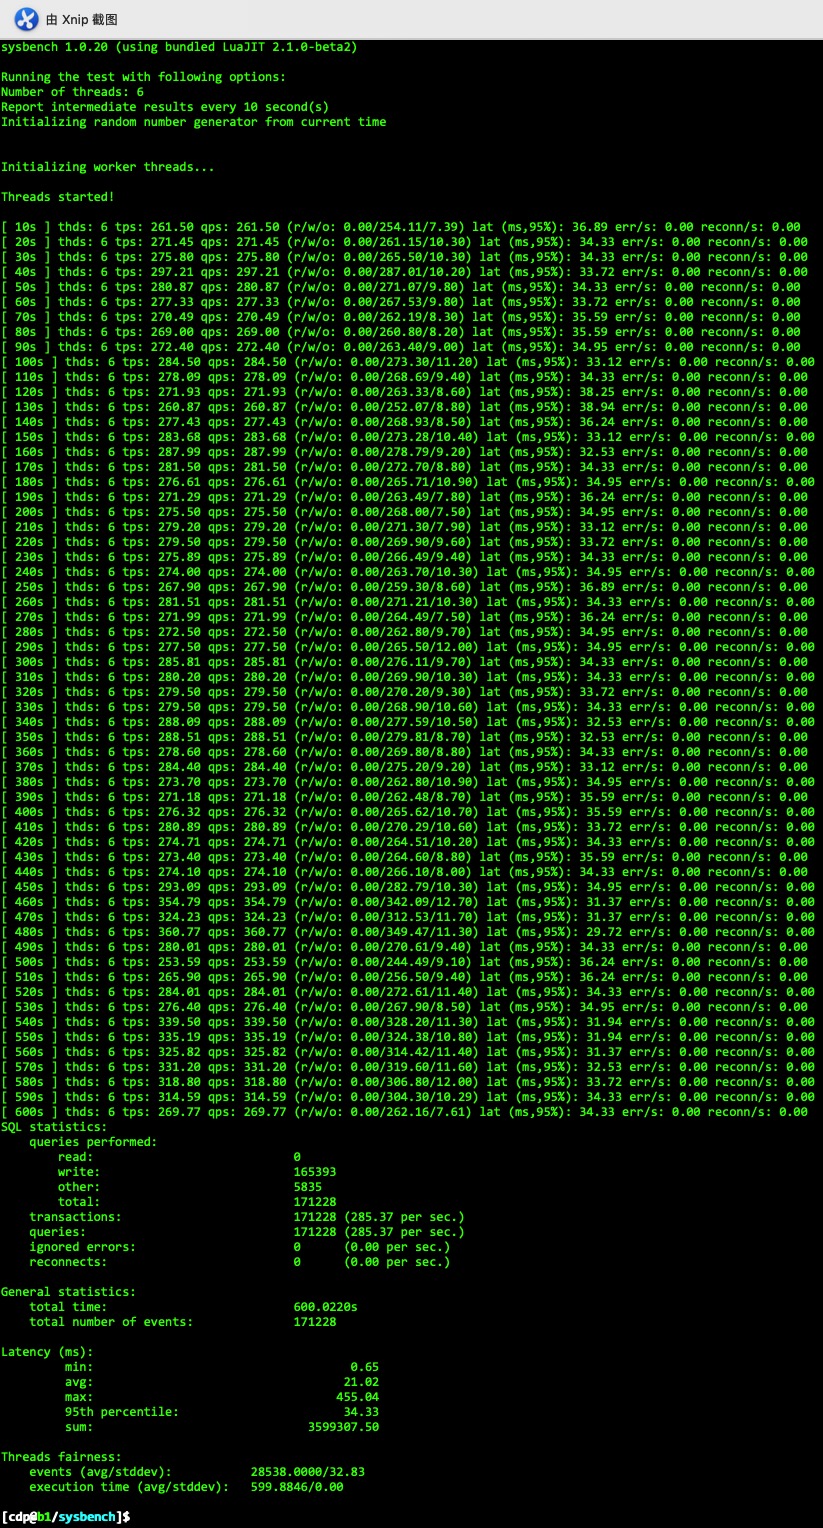 由 Xnip 截图
sysbench 1.0.20 (using bundled LuaJIT 2.1.0-beta2)
Running the test with following options:
Number of threads: 6
Report intermediate results every 10 second(s)
Initializing random number generator from current time
Initializing worker threads...
Threads started!
[ 10s ] thds: 6 tps: 261.50 qps: 261.50 (r/w/o: 0.00/254.11/7.39) lat (ms,95%): 36.89 err/s: 0.00 reconn/s: 0.00
[ 20s ] thds: 6 tps: 271.45 qps: 271.45 (r/w/o: 0.00/261.15/10.30) lat (ms,95%): 34.33 err/s: 0.00 reconn/s: 0.00
[ 30s ] thds: 6 tps: 275.80 qps: 275.80 (r/w/o: 0.00/265.50/10.30) lat (ms,95%): 34.33 err/s: 0.00 reconn/s: 0.00
[ 40s ] thds: 6 tps: 297.21 qps: 297.21 (r/w/o: 0.00/287.01/10.20) lat (ms,95%): 33.72 err/s: 0.00 reconn/s: 0.00
[ 50s ] thds: 6 tps: 280.87 qps: 280.87 (r/w/o: 0.00/271.07/9.80) lat (ms,95%): 34.33 err/s: 0.00 reconn/s: 0.00
[ 60s ] thds: 6 tps: 277.33 qps: 277.33 (r/w/o: 0.00/267.53/9.80) lat (ms,95%): 33.72 err/s: 0.00 reconn/s: 0.00
[ 70s ] thds: 6 tps: 270.49 qps: 270.49 (r/w/o: 0.00/262.19/8.30) lat (ms,95%): 35.59 err/s: 0.00 reconn/s: 0.00
[ 80s ] thds: 6 tps: 269.00 qps: 269.00 (r/w/o: 0.00/260.80/8.20) lat (ms,95%): 35.59 err/s: 0.00 reconn/s: 0.00
[ 90s ] thds: 6 tps: 272.40 qps: 272.40 (r/w/o: 0.00/263.40/9.00) lat (ms,95%): 34.95 err/s: 0.00 reconn/s: 0.00
[ 100s ] thds: 6 tps: 284.50 qps: 284.50 (r/w/o: 0.00/273.30/11.20) lat (ms,95%): 33.12 err/s: 0.00 reconn/s: 0.00
[ 110s ] thds: 6 tps: 278.09 qps: 278.09 (r/w/o: 0.00/268.69/9.40) lat (ms,95%): 34.33 err/s: 0.00 reconn/s: 0.00
[ 120s ] thds: 6 tps: 271.93 qps: 271.93 (r/w/o: 0.00/263.33/8.60) lat (ms,95%): 38.25 err/s: 0.00 reconn/s: 0.00
[ 130s ] thds: 6 tps: 260.87 qps: 260.87 (r/w/o: 0.00/252.07/8.80) lat (ms,95%): 38.94 err/s: 0.00 reconn/s: 0.00
[ 140s ] thds: 6 tps: 277.43 qps: 277.43 (r/w/o: 0.00/268.93/8.50) lat (ms,95%): 36.24 err/s: 0.00 reconn/s: 0.00
[ 150s ] thds: 6 tps: 283.68 qps: 283.68 (r/w/o: 0.00/273.28/10.40) lat (ms,95%): 33.12 err/s: 0.00 reconn/s: 0.00
[ 160s ] thds: 6 tps: 287.99 qps: 287.99 (r/w/o: 0.00/278.79/9.20) lat (ms,95%): 32.53 err/s: 0.00 reconn/s: 0.00
[ 170s ] thds: 6 tps: 281.50 qps: 281.50 (r/w/o: 0.00/272.70/8.80) lat (ms,95%): 34.33 err/s: 0.00 reconn/s: 0.00
[ 180s ] thds: 6 tps: 276.61 qps: 276.61 (r/w/o: 0.00/265.71/10.90) lat (ms,95%): 34.95 err/s: 0.00 reconn/s: 0.00
[ 190s ] thds: 6 tps: 271.29 qps: 271.29 (r/w/o: 0.00/263.49/7.80) lat (ms,95%): 36.24 err/s: 0.00 reconn/s: 0.00
[ 200s ] thds: 6 tps: 275.50 qps: 275.50 (r/w/o: 0.00/268.00/7.50) lat (ms,95%): 34.95 err/s: 0.00 reconn/s: 0.00
[ 210s ] thds: 6 tps: 279.20 qps: 279.20 (r/w/o: 0.00/271.30/7.90) lat (ms,95%): 33.12 err/s: 0.00 reconn/s: 0.00
[ 220s ] thds: 6 tps: 279.50 qps: 279.50 (r/w/o: 0.00/269.90/9.60) lat (ms,95%): 33.72 err/s: 0.00 reconn/s: 0.00
[ 230s ] thds: 6 tps: 275.89 qps: 275.89 (r/w/o: 0.00/266.49/9.40) lat (ms,95%): 34.33 err/s: 0.00 reconn/s: 0.00
[ 240s ] thds: 6 tps: 274.00 qps: 274.00 (r/w/o: 0.00/263.70/10.30) lat (ms,95%): 34.95 err/s: 0.00 reconn/s: 0.00
[ 250s ] thds: 6 tps: 267.90 qps: 267.90 (r/w/o: 0.00/259.30/8.60) lat (ms,95%): 36.89 err/s: 0.00 reconn/s: 0.00
[ 260s ] thds: 6 tps: 281.51 qps: 281.51 (r/w/o: 0.00/271.21/10.30) lat (ms,95%): 34.33 err/s: 0.00 reconn/s: 0.00
[ 270s ] thds: 6 tps: 271.99 qps: 271.99 (r/w/o: 0.00/264.49/7.50) lat (ms,95%): 36.24 err/s: 0.00 reconn/s: 0.00
[ 280s ] thds: 6 tps: 272.50 qps: 272.50 (r/w/o: 0.00/262.80/9.70) lat (ms,95%): 34.95 err/s: 0.00 reconn/s: 0.00
[ 290s ] thds: 6 tps: 277.50 qps: 277.50 (r/w/o: 0.00/265.50/12.00) lat (ms,95%): 34.95 err/s: 0.00 reconn/s: 0.00
[ 300s ] thds: 6 tps: 285.81 qps: 285.81 (r/w/o: 0.00/276.11/9.70) lat (ms,95%): 34.33 err/s: 0.00 reconn/s: 0.00
[ 310s ] thds: 6 tps: 280.20 qps: 280.20 (r/w/o: 0.00/269.90/10.30) lat (ms,95%): 34.33 err/s: 0.00 reconn/s: 0.00
[ 320s ] thds: 6 tps: 279.50 qps: 279.50 (r/w/o: 0.00/270.20/9.30) lat (ms,95%): 33.72 err/s: 0.00 reconn/s: 0.00
[ 330s ] thds: 6 tps: 279.50 qps: 279.50 (r/w/o: 0.00/268.90/10.60) lat (ms,95%): 34.33 err/s: 0.00 reconn/s: 0.00
[ 340s ] thds: 6 tps: 288.09 qps: 288.09 (r/w/o: 0.00/277.59/10.50) lat (ms,95%): 32.53 err/s: 0.00 reconn/s: 0.00
[ 350s ] thds: 6 tps: 288.51 qps: 288.51 (r/w/o: 0.00/279.81/8.70) lat (ms,95%): 32.53 err/s: 0.00 reconn/s: 0.00
[ 360s ] thds: 6 tps: 278.60 qps: 278.60 (r/w/o: 0.00/269.80/8.80) lat (ms,95%): 34.33 err/s: 0.00 reconn/s: 0.00
[ 370s ] thds: 6 tps: 284.40 qps: 284.40 (r/w/o: 0.00/275.20/9.20) lat (ms,95%): 33.12 err/s: 0.00 reconn/s: 0.00
[ 380s ] thds: 6 tps: 273.70 qps: 273.70 (r/w/o: 0.00/262.80/10.90) lat (ms,95%): 34.95 err/s: 0.00 reconn/s: 0.00
[ 390s ] thds: 6 tps: 271.18 qps: 271.18 (r/w/o: 0.00/262.48/8.70) lat (ms,95%): 35.59 err/s: 0.00 reconn/s: 0.00
[ 400s ] thds: 6 tps: 276.32 qps: 276.32 (r/w/o: 0.00/265.62/10.70) lat (ms,95%): 35.59 err/s: 0.00 reconn/s: 0.00
[ 410s ] thds: 6 tps: 280.89 qps: 280.89 (r/w/o: 0.00/270.29/10.60) lat (ms,95%): 33.72 err/s: 0.00 reconn/s: 0.00
[ 420s ] thds: 6 tps: 274.71 qps: 274.71 (r/w/o: 0.00/264.51/10.20) lat (ms,95%): 34.33 err/s: 0.00 reconn/s: 0.00
[ 430s ] thds: 6 tps: 273.40 qps: 273.40 (r/w/o: 0.00/264.60/8.80) lat (ms,95%): 35.59 err/s: 0.00 reconn/s: 0.00
[ 440s ] thds: 6 tps: 274.10 qps: 274.10 (r/w/o: 0.00/266.10/8.00) lat (ms,95%): 34.33 err/s: 0.00 reconn/s: 0.00
[ 450s ] thds: 6 tps: 293.09 qps: 293.09 (r/w/o: 0.00/282.79/10.30) lat (ms,95%): 34.95 err/s: 0.00 reconn/s: 0.00
[ 460s ] thds: 6 tps: 354.79 qps: 354.79 (r/w/o: 0.00/342.09/12.70) lat (ms,95%): 31.37 err/s: 0.00 reconn/s: 0.00
[ 470s ] thds: 6 tps: 324.23 qps: 324.23 (r/w/o: 0.00/312.53/11.70) lat (ms,95%): 31.37 err/s: 0.00 reconn/s: 0.00
[ 480s ] thds: 6 tps: 360.77 qps: 360.77 (r/w/o: 0.00/349.47/11.30) lat (ms,95%): 29.72 err/s: 0.00 reconn/s: 0.00
[ 490s ] thds: 6 tps: 280.01 qps: 280.01 (r/w/o: 0.00/270.61/9.40) lat (ms,95%): 34.33 err/s: 0.00 reconn/s: 0.00
[ 500s ] thds: 6 tps: 253.59 qps: 253.59 (r/w/o: 0.00/244.49/9.10) lat (ms,95%): 36.24 err/s: 0.00 reconn/s: 0.00
[ 510s ] thds: 6 tps: 265.90 qps: 265.90 (r/w/o: 0.00/256.50/9.40) lat (ms,95%): 36.24 err/s: 0.00 reconn/s: 0.00
[ 520s ] thds: 6 tps: 284.01 qps: 284.01 (r/w/o: 0.00/272.61/11.40) lat (ms,95%): 34.33 err/s: 0.00 reconn/s: 0.00
[ 530s ] thds: 6 tps: 276.40 qps: 276.40 (r/w/o: 0.00/267.90/8.50) lat (ms,95%): 34.95 err/s: 0.00 reconn/s: 0.00
[ 540s ] thds: 6 tps: 339.50 qps: 339.50 (r/w/o: 0.00/328.20/11.30) lat (ms,95%): 31.94 err/s: 0.00 reconn/s: 0.00
[ 550s ] thds: 6 tps: 335.19 qps: 335.19 (r/w/o: 0.00/324.38/10.80) lat (ms,95%): 31.94 err/s: 0.00 reconn/s: 0.00
[ 560s ] thds: 6 tps: 325.82 qps: 325.82 (r/w/o: 0.00/314.42/11.40) lat (ms,95%): 31.37 err/s: 0.00 reconn/s: 0.00
[ 570s ] thds: 6 tps: 331.20 qps: 331.20 (r/w/o: 0.00/319.60/11.60) lat (ms,95%): 32.53 err/s: 0.00 reconn/s: 0.00
[ 580s ] thds: 6 tps: 318.80 qps: 318.80 (r/w/o: 0.00/306.80/12.00) lat (ms,95%): 33.72 err/s: 0.00 reconn/s: 0.00
[ 590s ] thds: 6 tps: 314.59 qps: 314.59 (r/w/o: 0.00/304.30/10.29) lat (ms,95%): 34.33 err/s: 0.00 reconn/s: 0.00
[ 600s ] thds: 6 tps: 269.77 qps: 269.77 (r/w/o: 0.00/262.16/7.61) lat (ms,95%): 34.33 err/s: 0.00 reconn/s: 0.00
SQL statistics:
queries performed:
read: 0
write: 165393
other: 5835
total: 171228
transactions: 171228 (285.37 per sec.)
queries: 171228 (285.37 per sec.)
ignored errors: 0 (0.00 per sec.)
reconnects: 0 (0.00 per sec.)
General statistics:
total time: 600.0220s
total number of events: 171228
Latency (ms):
min: 0.65
avg: 21.02
max: 455.04
95th percentile: 34.33
sum: 3599307.50
Threads fairness:
events (avg/stddev): 28538.0000/32.83
execution time (avg/stddev): 599.8846/0.00
[cdp@b1/sysbench]$